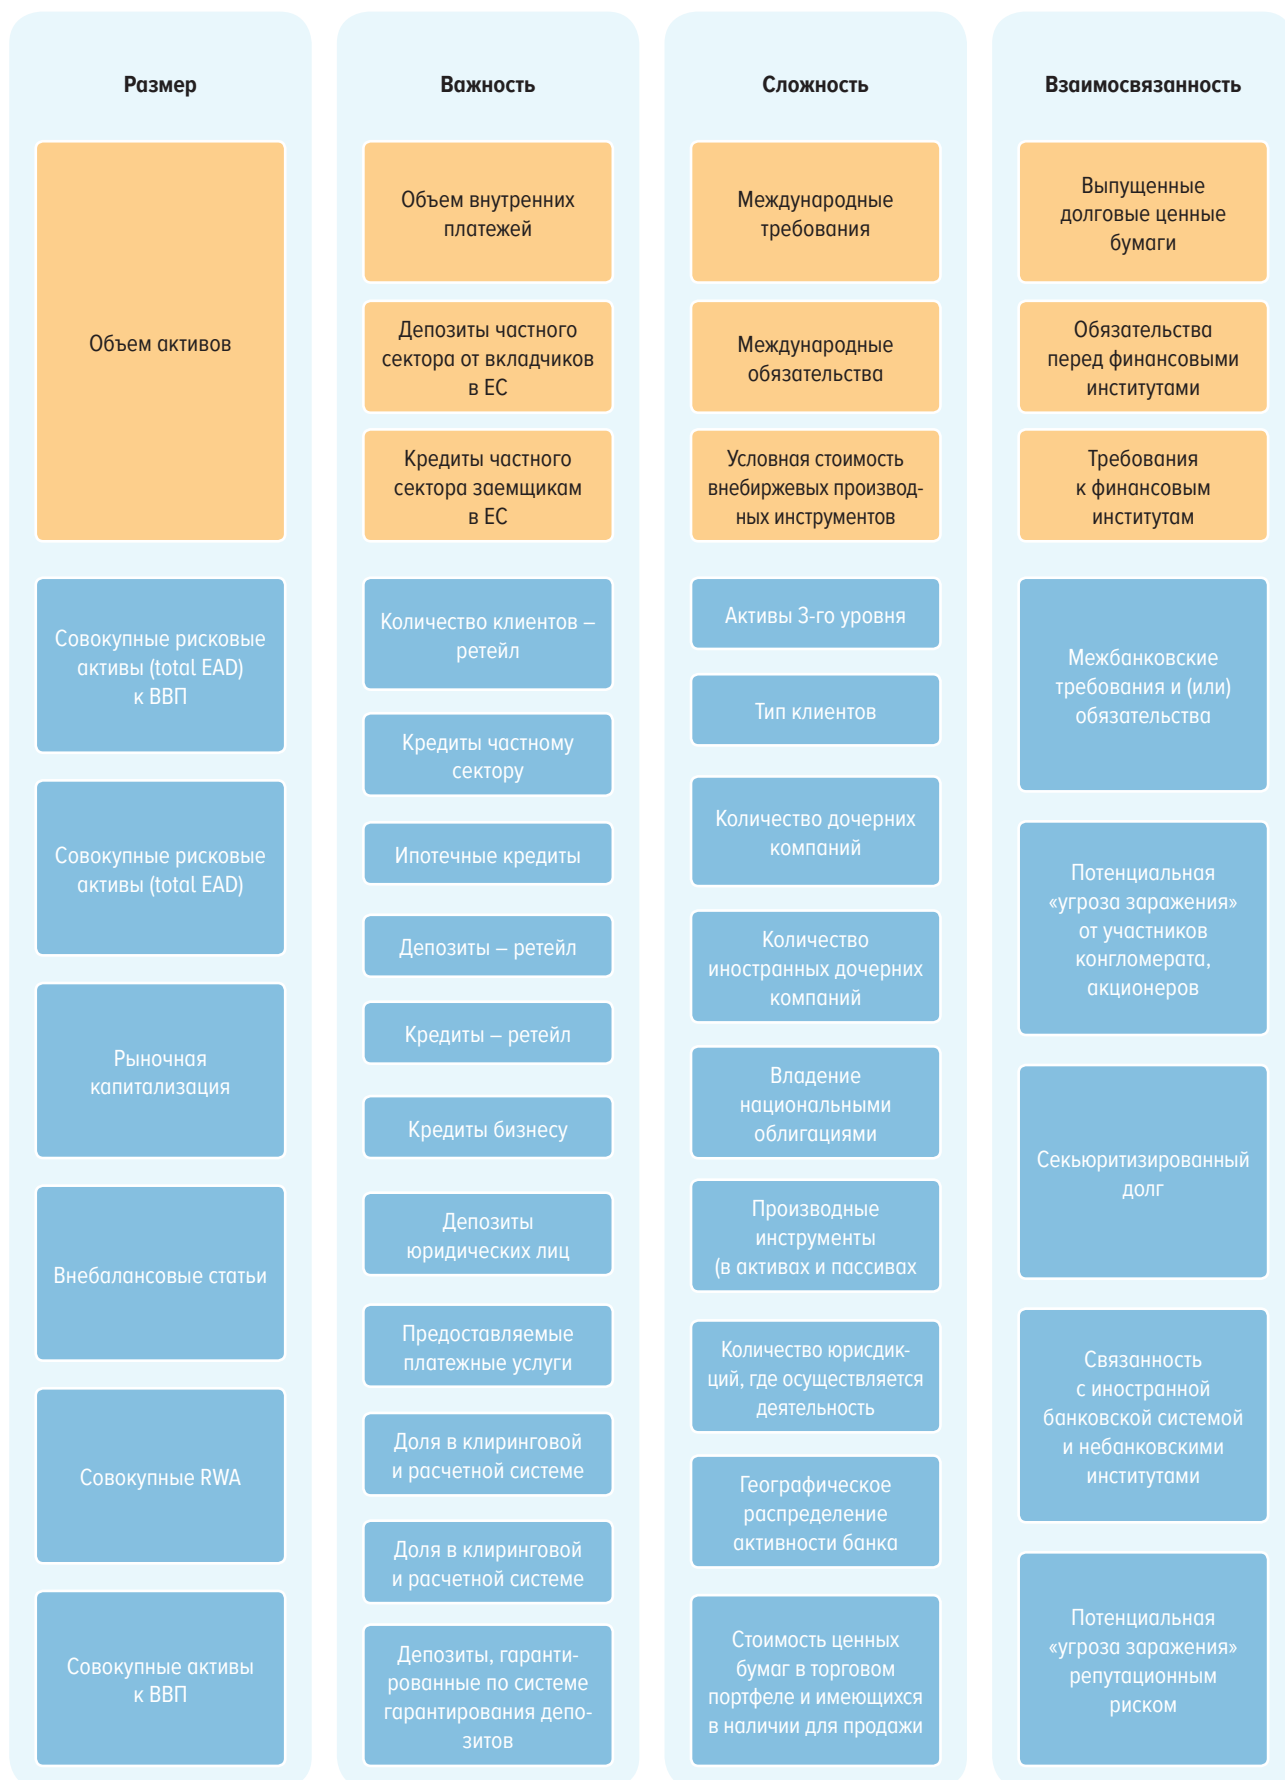 Размер
Объем активов
Совокупные рисковые
активы (total EAD)
к ВВП
Совокупные рисковые
активы (total EAD)
Рыночная
капитализация
Внебалансовые статьи
Совокупные RWA
Совокупные активы
к ВВП
Важность
Объем внутренних
платежей
Депозиты частного
сектора от вкладчиков
в ЕС
Кредиты частного
сектора заемщикам
в ЕС
Количество клиентов –
ретейл
Кредиты частному
сектору
Ипотечные кредиты
Депозиты – ретейл
Кредиты – ретейл
Кредиты бизнесу
Депозиты
юридических лиц
Предоставляемые
платежные услуги
Доля в клиринговой
и расчетной системе
Доля в клиринговой
и расчетной системе
Депозиты, гаранти-
рованные по системе
гарантирования депо-
зитов
Сложность
Международные
требования
Международные
обязательства
Условная стоимость
внебиржевых производ-
ных инструментов
Активы 3-го уровня
Тип клиентов
Количество дочерних
компаний
Количество
иностранных дочерних
компаний
Владение
национальными
облигациями
Производные
инструменты
(в активах и пассивах
Количество юрисдик-
ций, где осуществляется
деятельность
Географическое
распределение
активности банка
Стоимость ценных
бумаг в торговом
портфеле и имеющихся
в наличии для продажи
Взаимосвязанность
Выпущенные
долговые ценные
бумаги
Обязательства
перед финансовыми
институтами
Требования
к финансовым
институтам
Межбанковские
требования и (или)
обязательства
Потенциальная
«угроза заражения»
от участников
конгломерата,
акционеров
Секьюритизированный
долг
Связанность
с иностранной
банковской системой
и небанковскими
институтами
Потенциальная
«угроза заражения»
репутационным
риском